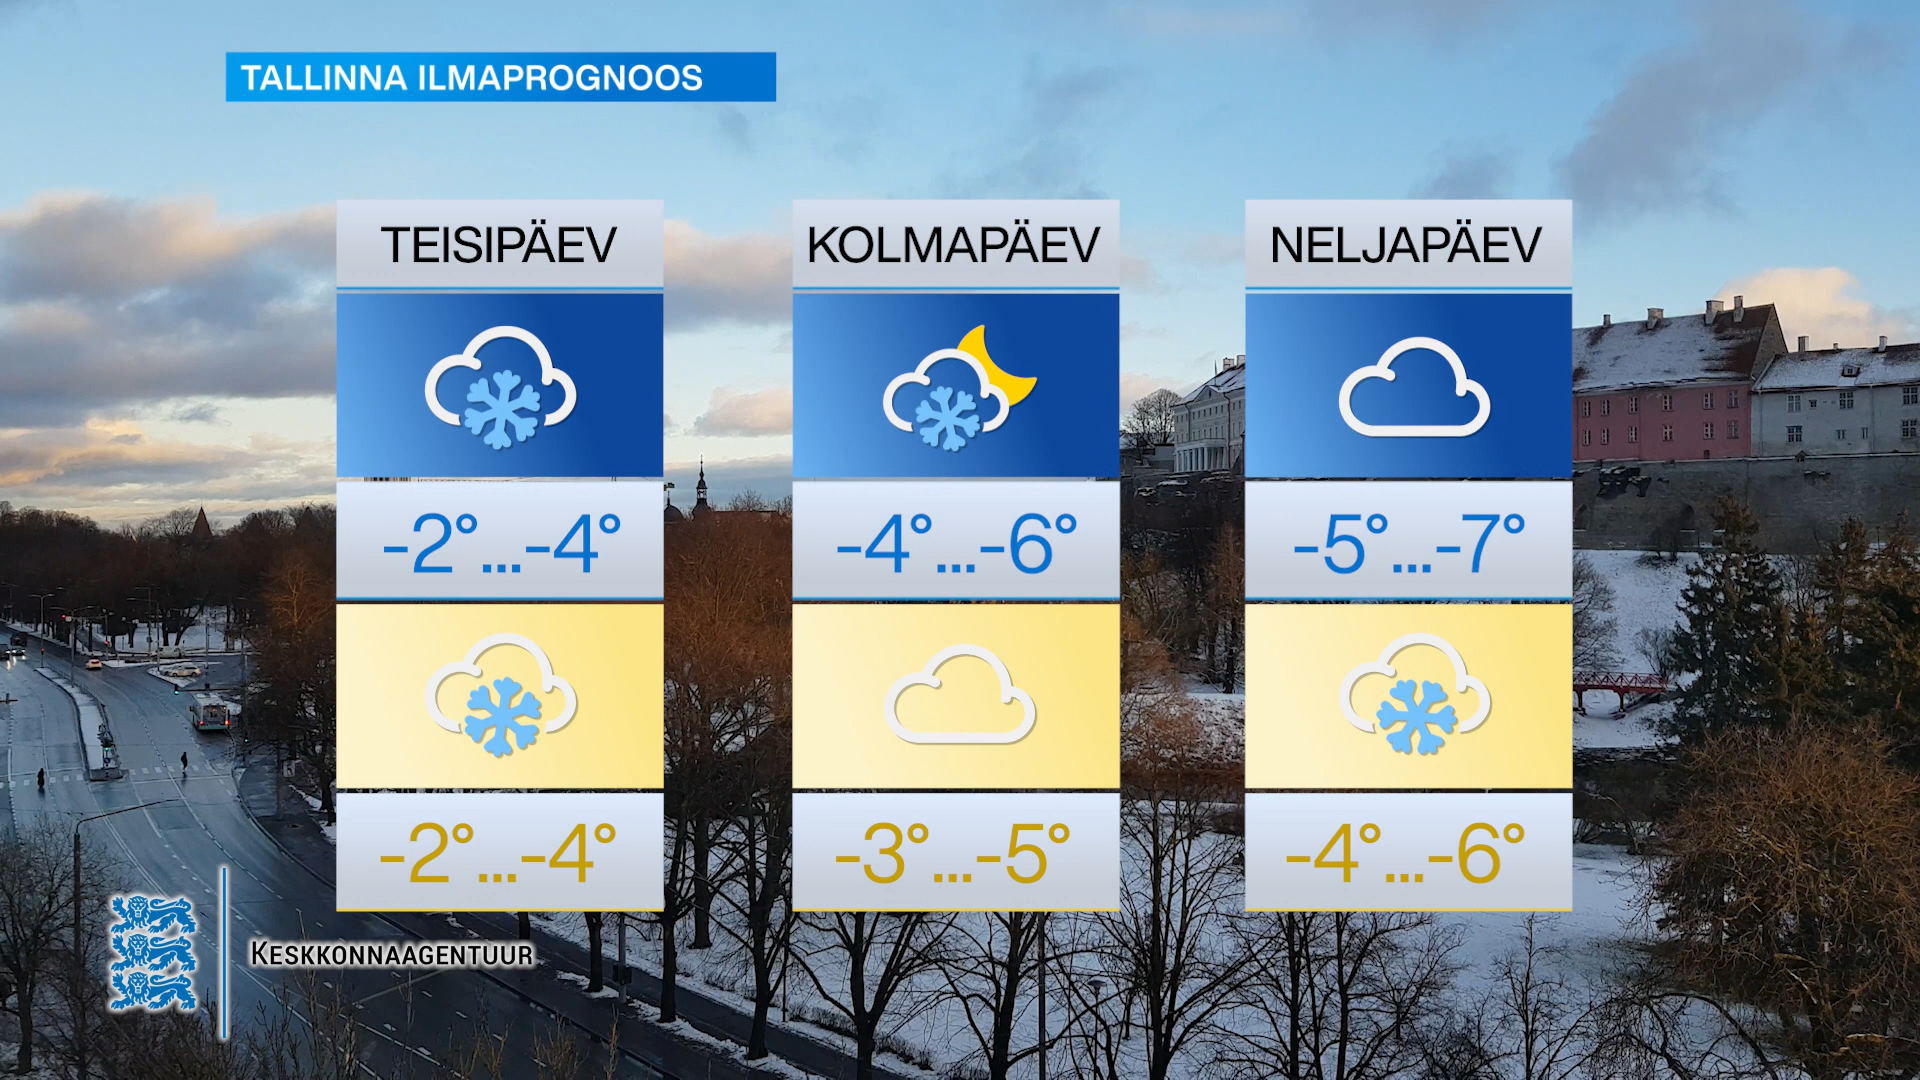 TALLINNA ILMAPROGNOOS
TEISIPÄEV
KOLMAPÄEV
NELJAPÄEV
-2°...-4°
-4°...-6°
-5°...-7°
-2°...-4°
-3°...-5°
-4°...-6°
KESKKONNAAGENTUUR